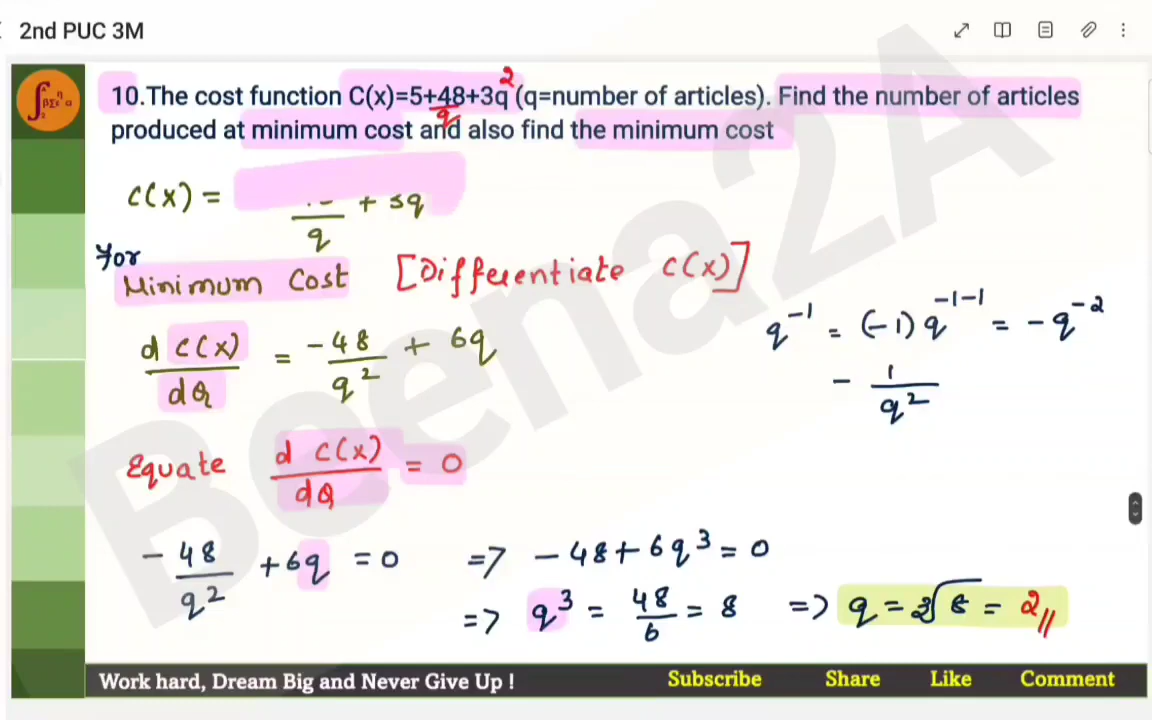 2nd PUC 3M
10.The cost function C(x)=5+48/q+3q² (q=number of articles). Find the number of articles
produced at minimum cost and also find the minimum cost
C(x) =
/q + 3q
For
Minimum Cost [Differentiate C(x)]
d C(x)/dQ = -48/q² + 6q
q⁻¹ = (-1) q⁻¹⁻¹ = -q⁻²
- 1/q²
Equate d C(x)/dQ = 0
-48/q² + 6q = 0 => -48 + 6q³ = 0
=> q³ = 48/6 = 8 => q = ∛8 = 2//
Work hard, Dream Big and Never Give Up ! Subscribe Share Like Comment
Beena2A